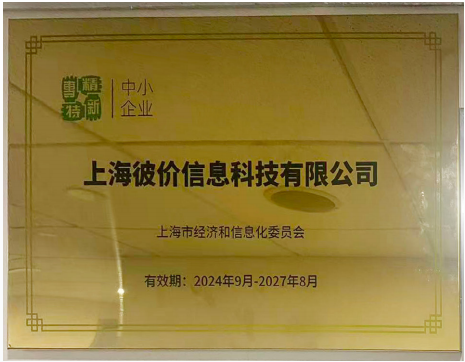 專精特新
中小
企业
上海彼价信息科技有限公司
上海市经济和信息化委员会
有效期：2024年9月-2027年8月